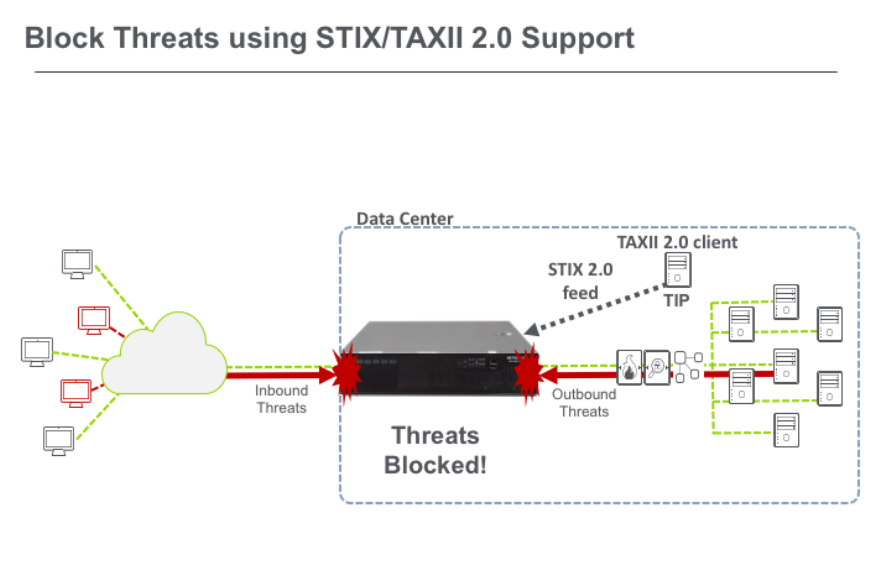 Block Threats using STIX/TAXII 2.0 Support
Data Center
TAXII 2.0 client
STIX 2.0
feed
TIP
Inbound
Threats
Outbound
Threats
Threats
Blocked!